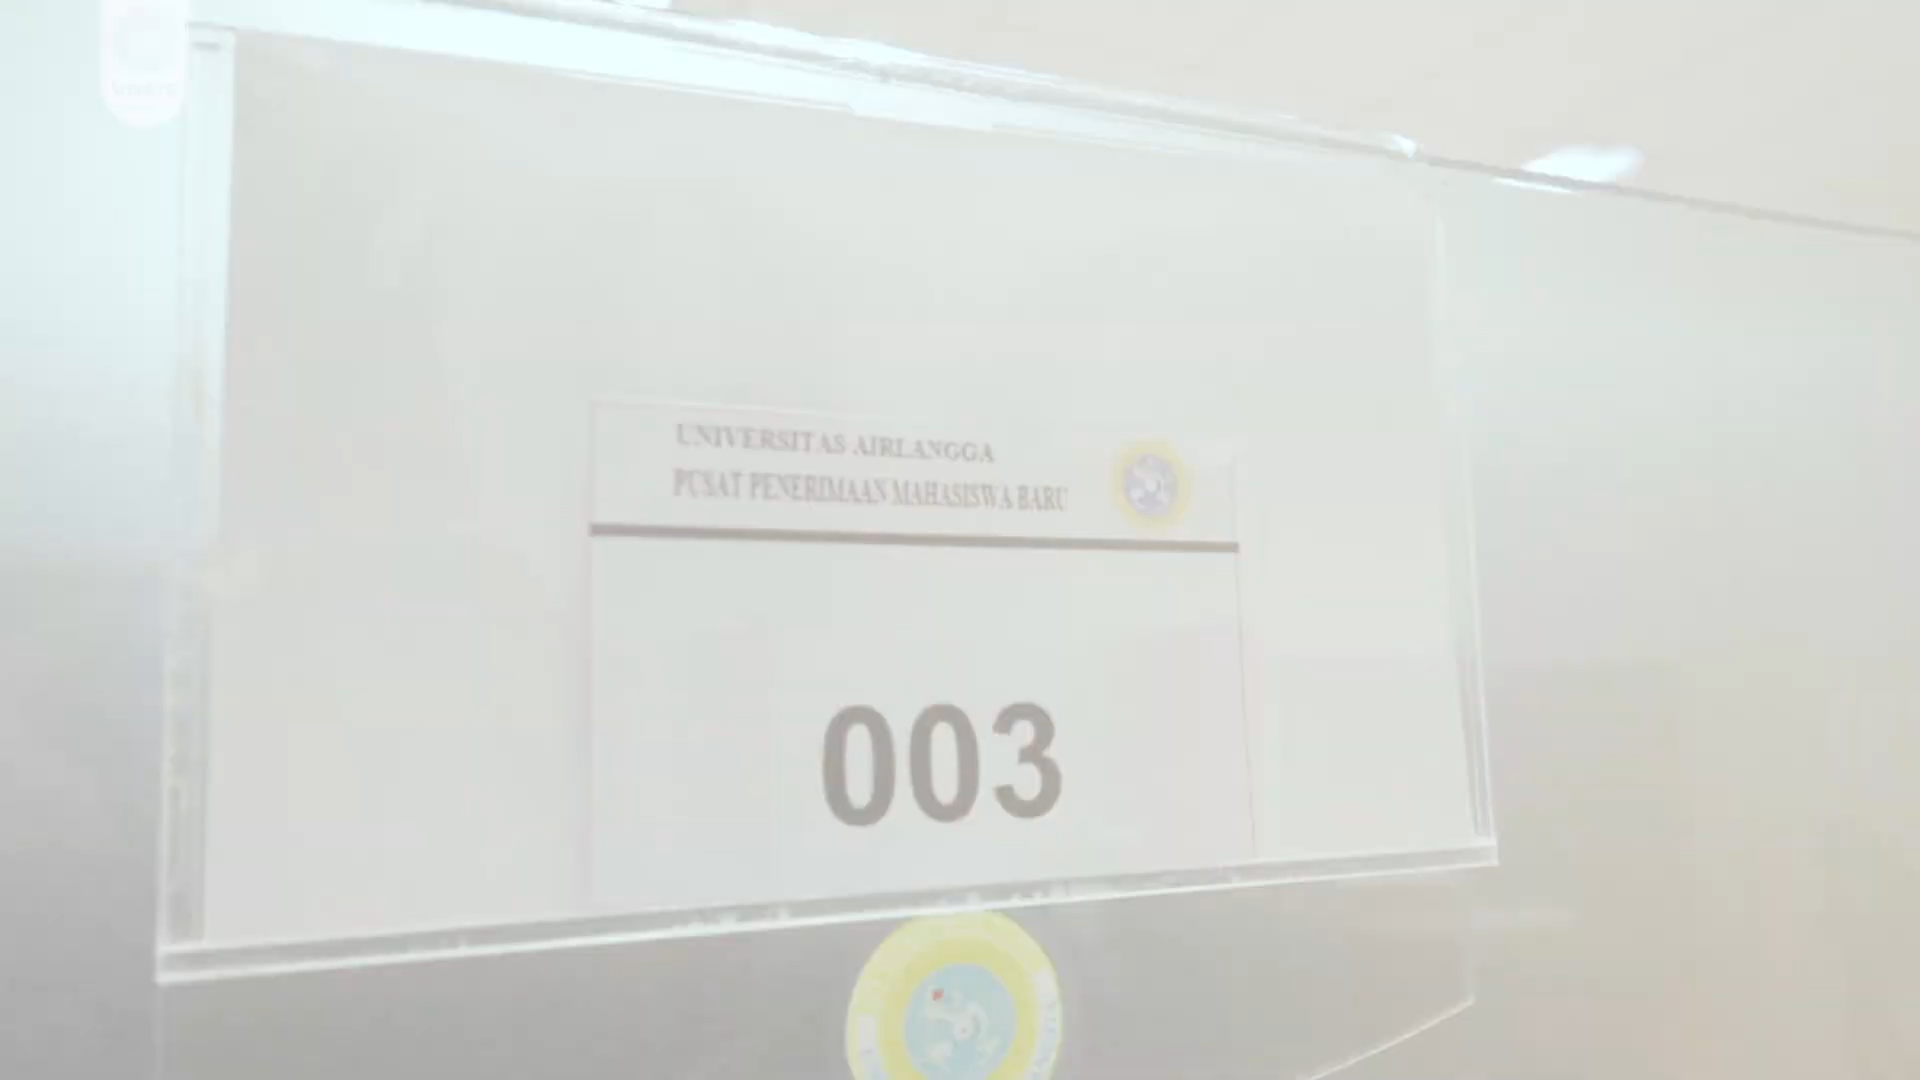 UNIVERSITAS AIRLANGGA
PUSAT PENERIMAAN MAHASISWA BARU
003